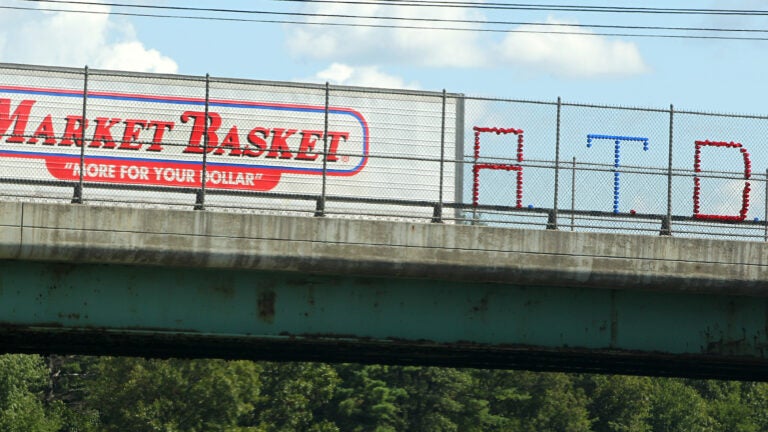 MARKET BASKET
"MORE FOR YOUR DOLLAR"
A.T.D.